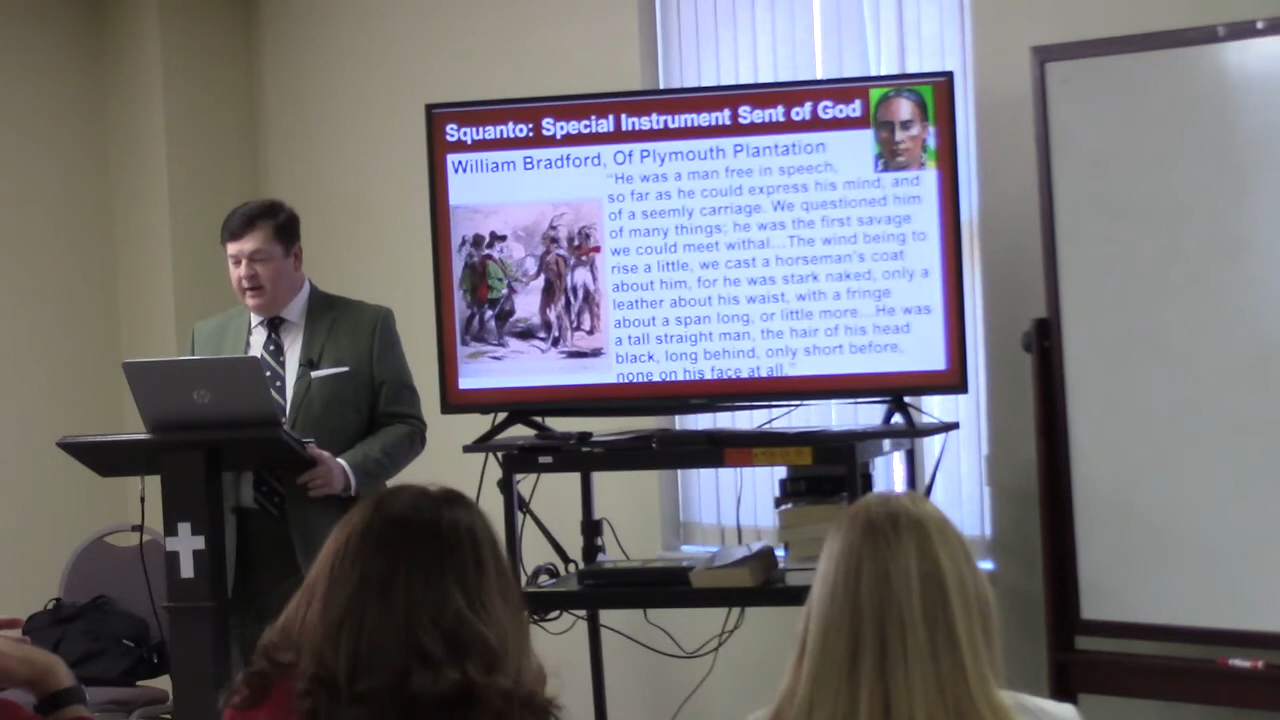 Squanto: Special Instrument Sent of God
William Bradford, Of Plymouth Plantation
"He was a man free in speech,
so far as he could express his mind, and
of a seemly carriage. We questioned him
of many things; he was the first savage
we could meet withal...The wind being to
rise a little, we cast a horseman's coat
about him, for he was stark naked, only a
leather about his waist, with a fringe
about a span long, or little more...He was
a tall straight man, the hair of his head
black, long behind, only short before,
none on his face at all."
hp